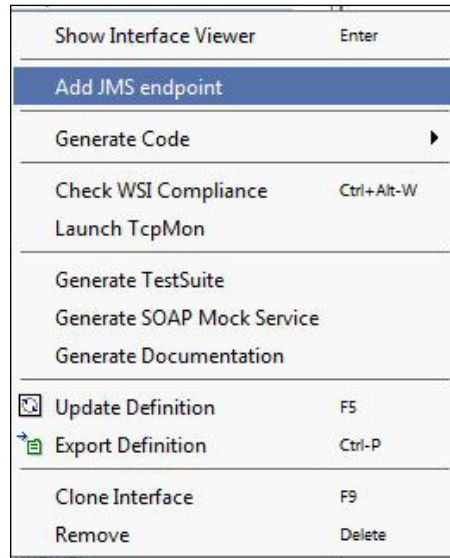 Show Interface Viewer Enter
Add JMS endpoint
Generate Code
Check WSI Compliance Ctrl+Alt-W
Launch TcpMon
Generate TestSuite
Generate SOAP Mock Service
Generate Documentation
Update Definition F5
Export Definition Ctrl-P
Clone Interface F9
Remove Delete